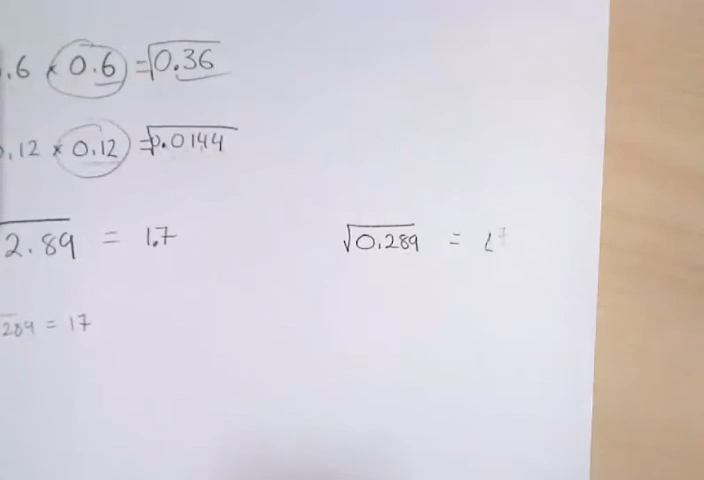 .6 × 0.6 = √0.36
.12 × 0.12 = √0.0144
√2.89 = 1.7
√0.289 =
289 = 17